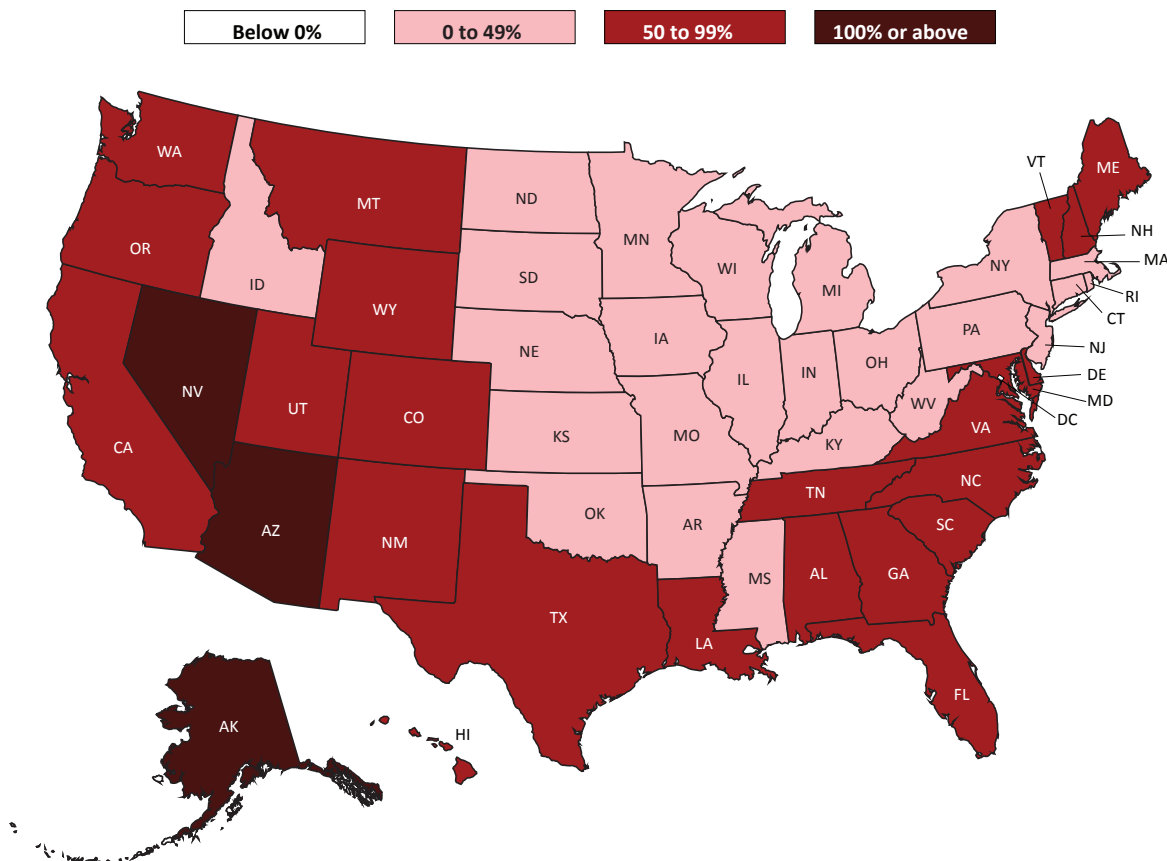 Below 0% 0 to 49% 50 to 99% 100% or above
WA
MT
ND
MN
VT
ME
OR
ID
SD
WI
MI
NY
NH
MA
WY
RI
CT
NE
IA
PA
NJ
NV
UT
CO
IL
IN
OH
DE
MD
WV
DC
CA
KS
MO
KY
VA
AZ
NM
OK
AR
TN
NC
SC
MS
AL
GA
TX
LA
FL
AK
HI